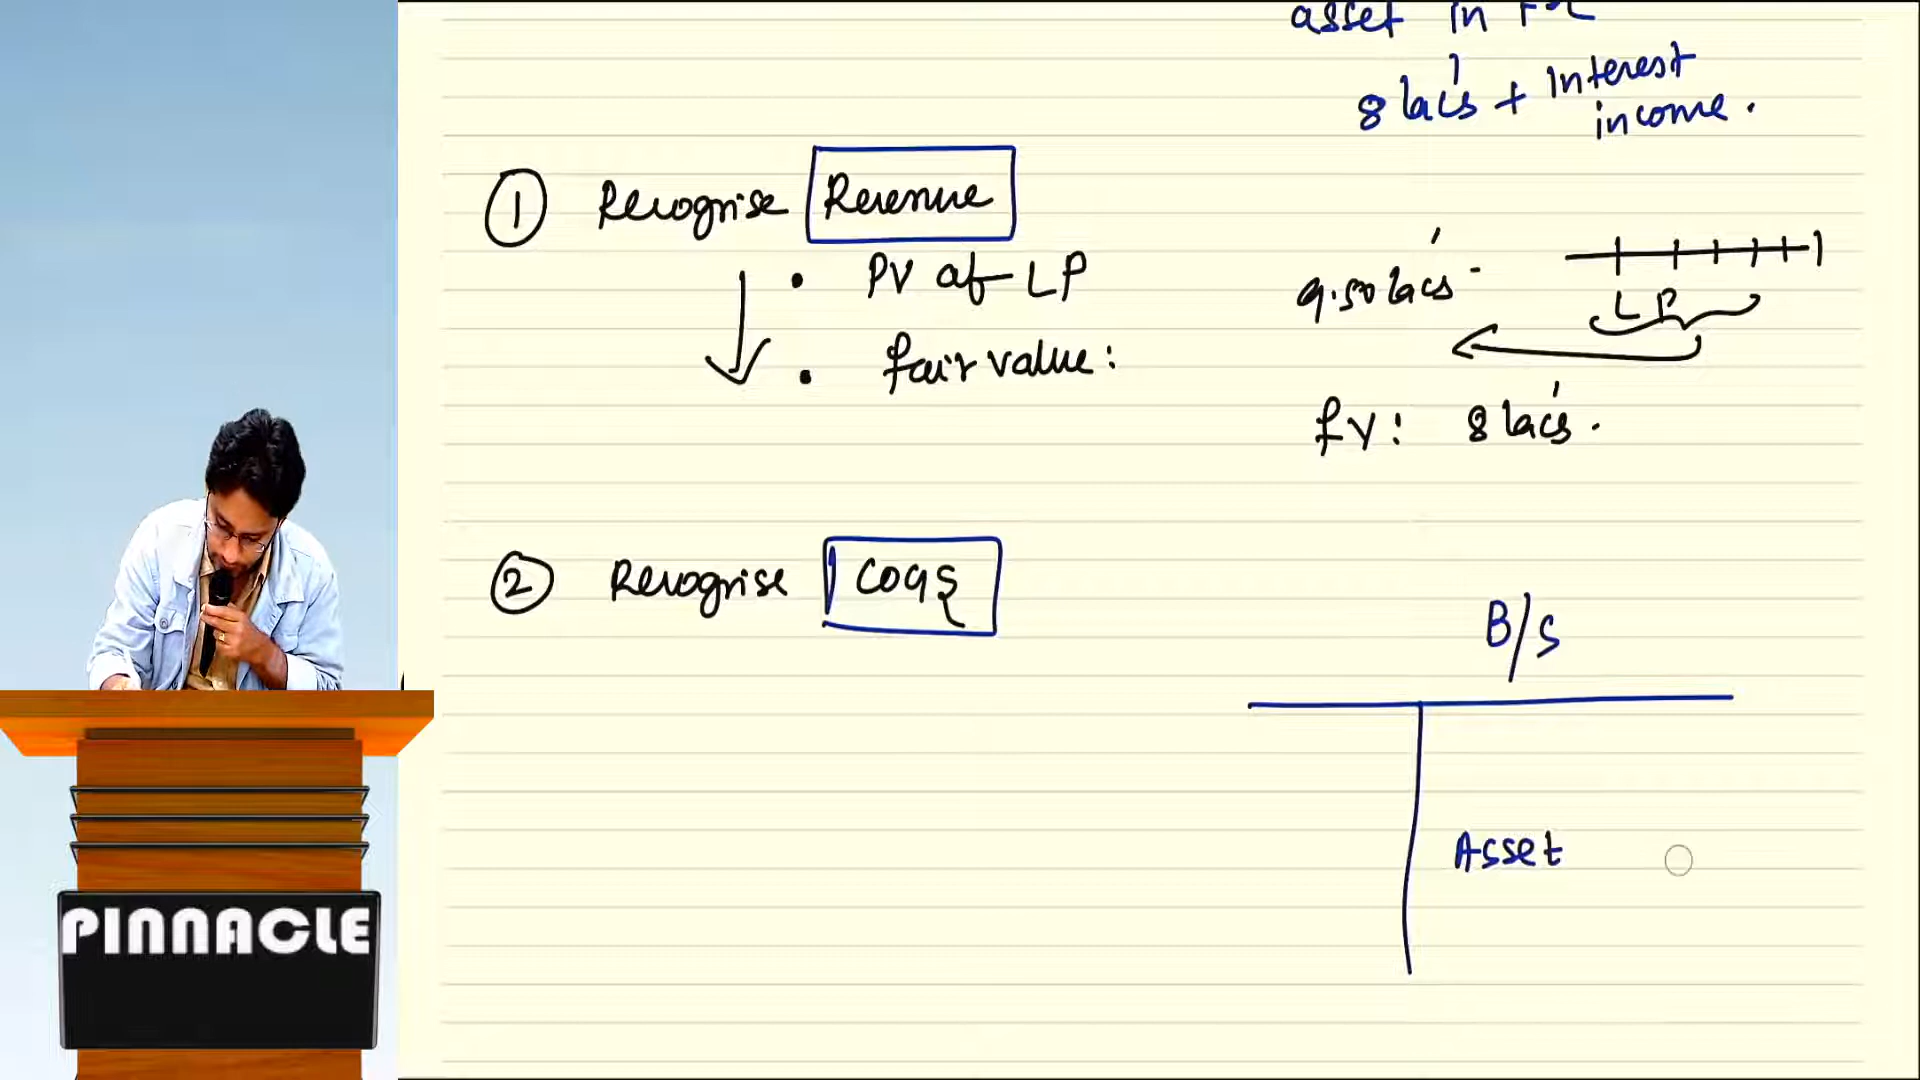 asset in F.L
8 lacs + Interest
income.
① Recognise Revenue
• PV of LP
• fair value:
9.50 lacs
LP
FV: 8 lacs.
② Recognise COGS
B/S
Asset
PINNACLE